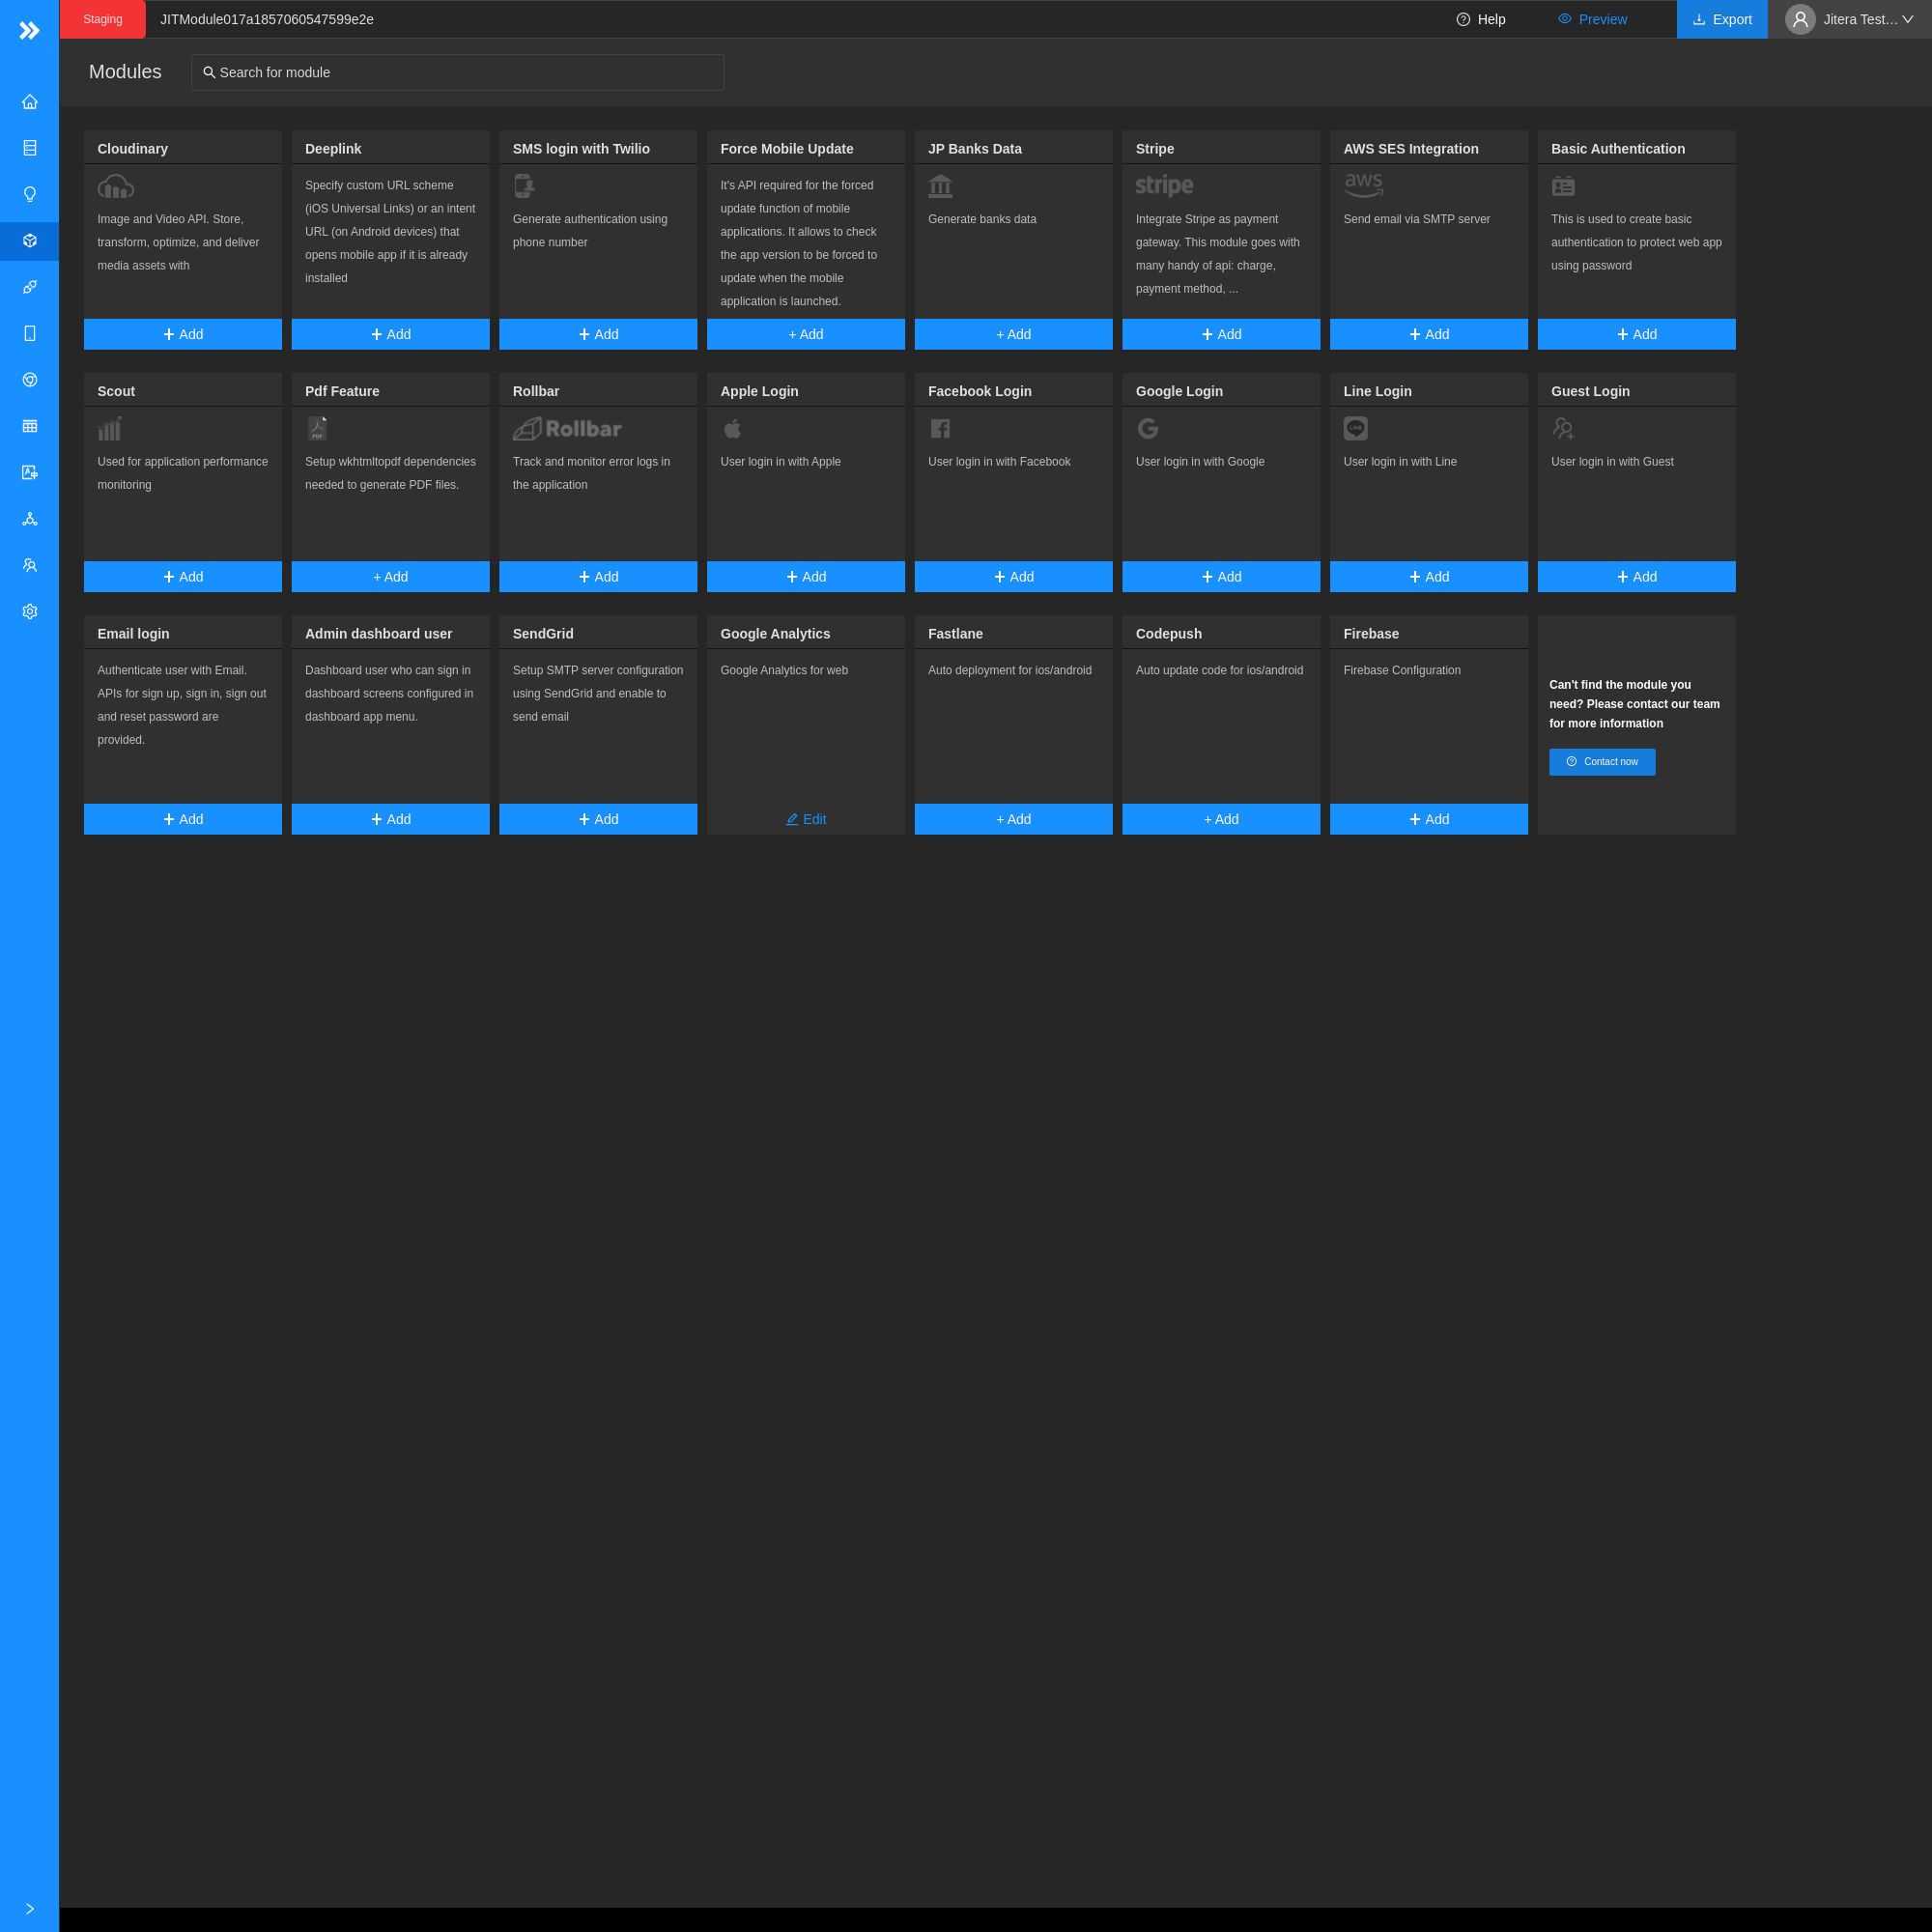 Staging
JITModule017a1857060547599e2e
Help
Preview
Export
Jitera Test...
Modules
Search for module
Cloudinary
Image and Video API. Store,
transform, optimize, and deliver
media assets with
+ Add
Deeplink
Specify custom URL scheme
(iOS Universal Links) or an intent
URL (on Android devices) that
opens mobile app if it is already
installed
+ Add
SMS login with Twilio
Generate authentication using
phone number
+ Add
Force Mobile Update
It's API required for the forced
update function of mobile
applications. It allows to check
the app version to be forced to
update when the mobile
application is launched.
+ Add
JP Banks Data
Generate banks data
+ Add
Stripe
stripe
Integrate Stripe as payment
gateway. This module goes with
many handy of api: charge,
payment method, ...
+ Add
AWS SES Integration
aws
Send email via SMTP server
+ Add
Basic Authentication
This is used to create basic
authentication to protect web app
using password
+ Add
Scout
Used for application performance
monitoring
+ Add
Pdf Feature
PDF
Setup wkhtmltopdf dependencies
needed to generate PDF files.
+ Add
Rollbar
Rollbar
Track and monitor error logs in
the application
+ Add
Apple Login
User login in with Apple
+ Add
Facebook Login
User login in with Facebook
+ Add
Google Login
User login in with Google
+ Add
Line Login
LINE
User login in with Line
+ Add
Guest Login
User login in with Guest
+ Add
Email login
Authenticate user with Email.
APIs for sign up, sign in, sign out
and reset password are
provided.
+ Add
Admin dashboard user
Dashboard user who can sign in
dashboard screens configured in
dashboard app menu.
+ Add
SendGrid
Setup SMTP server configuration
using SendGrid and enable to
send email
+ Add
Google Analytics
Google Analytics for web
Edit
Fastlane
Auto deployment for ios/android
+ Add
Codepush
Auto update code for ios/android
+ Add
Firebase
Firebase Configuration
+ Add
Can't find the module you
need? Please contact our team
for more information
Contact now